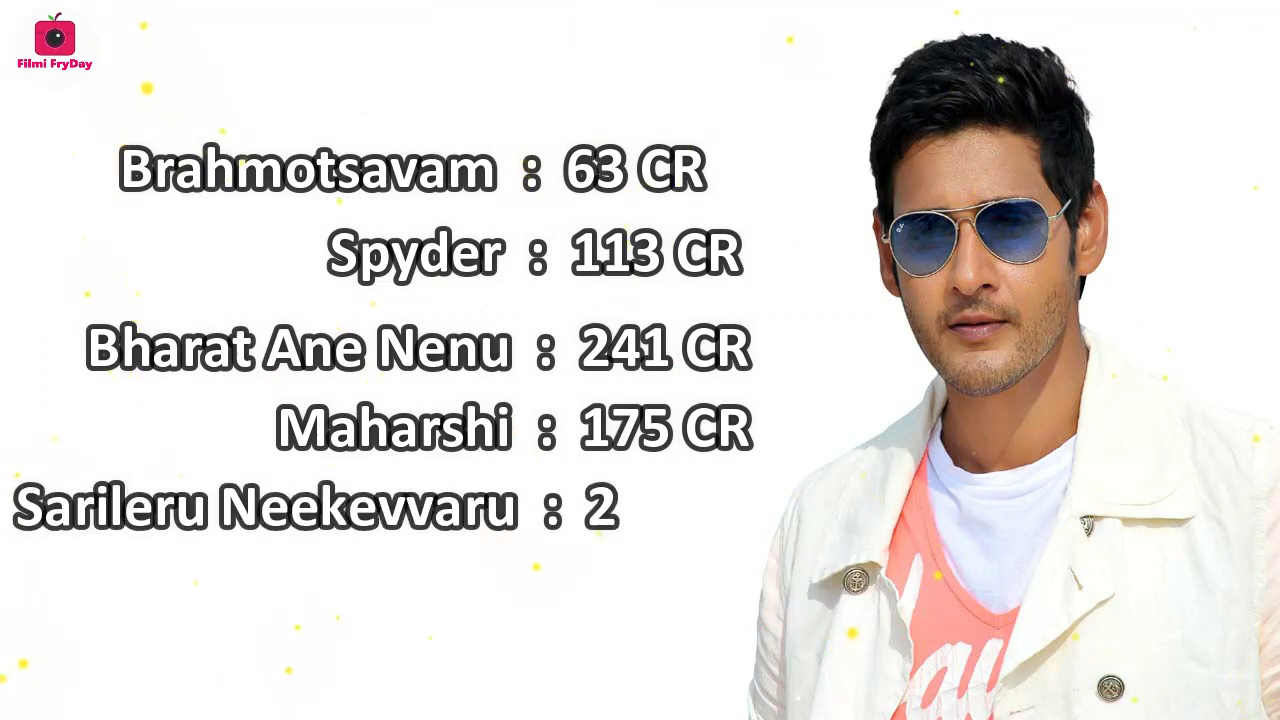 Filmi FryDay
Brahmotsavam : 63 CR
Spyder : 113 CR
Bharat Ane Nenu : 241 CR
Maharshi : 175 CR
Sarileru Neekevvaru : 2